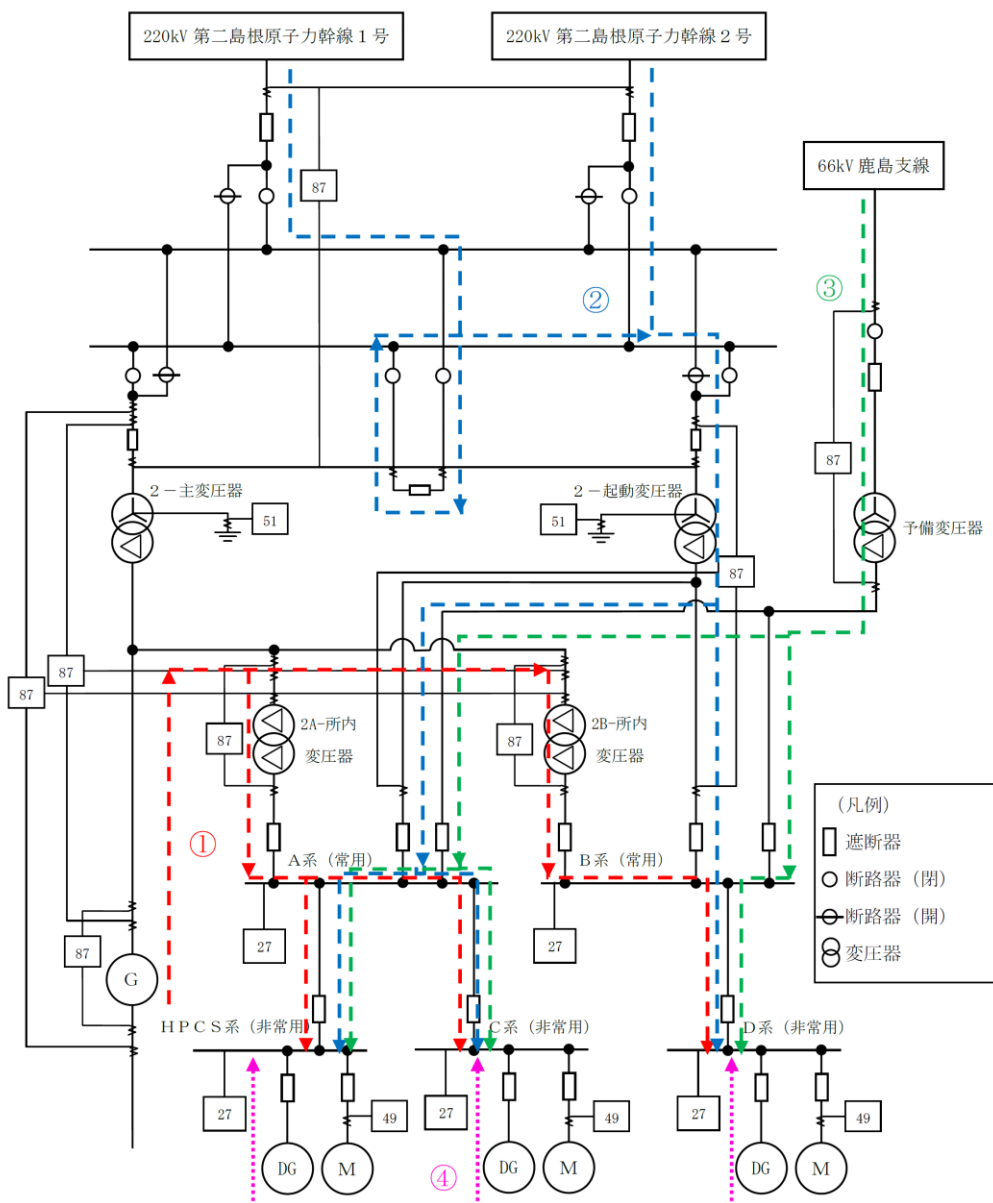 220kV 第二島根原子力幹線1号
220kV 第二島根原子力幹線2号
66kV 鹿島支線
87
③
②
87
2-主変圧器
51
2-起動変圧器
51
予備変圧器
87
87
87
87
2A-所内
変圧器
87
2B-所内
変圧器
(凡例)
遮断器
断路器(閉)
断路器(開)
変圧器
①
A系(常用)
B系(常用)
27
27
87
G
HPCS系(非常用)
C系(非常用)
D系(非常用)
27
49
27
49
27
49
DG
M
④
DG
M
DG
M